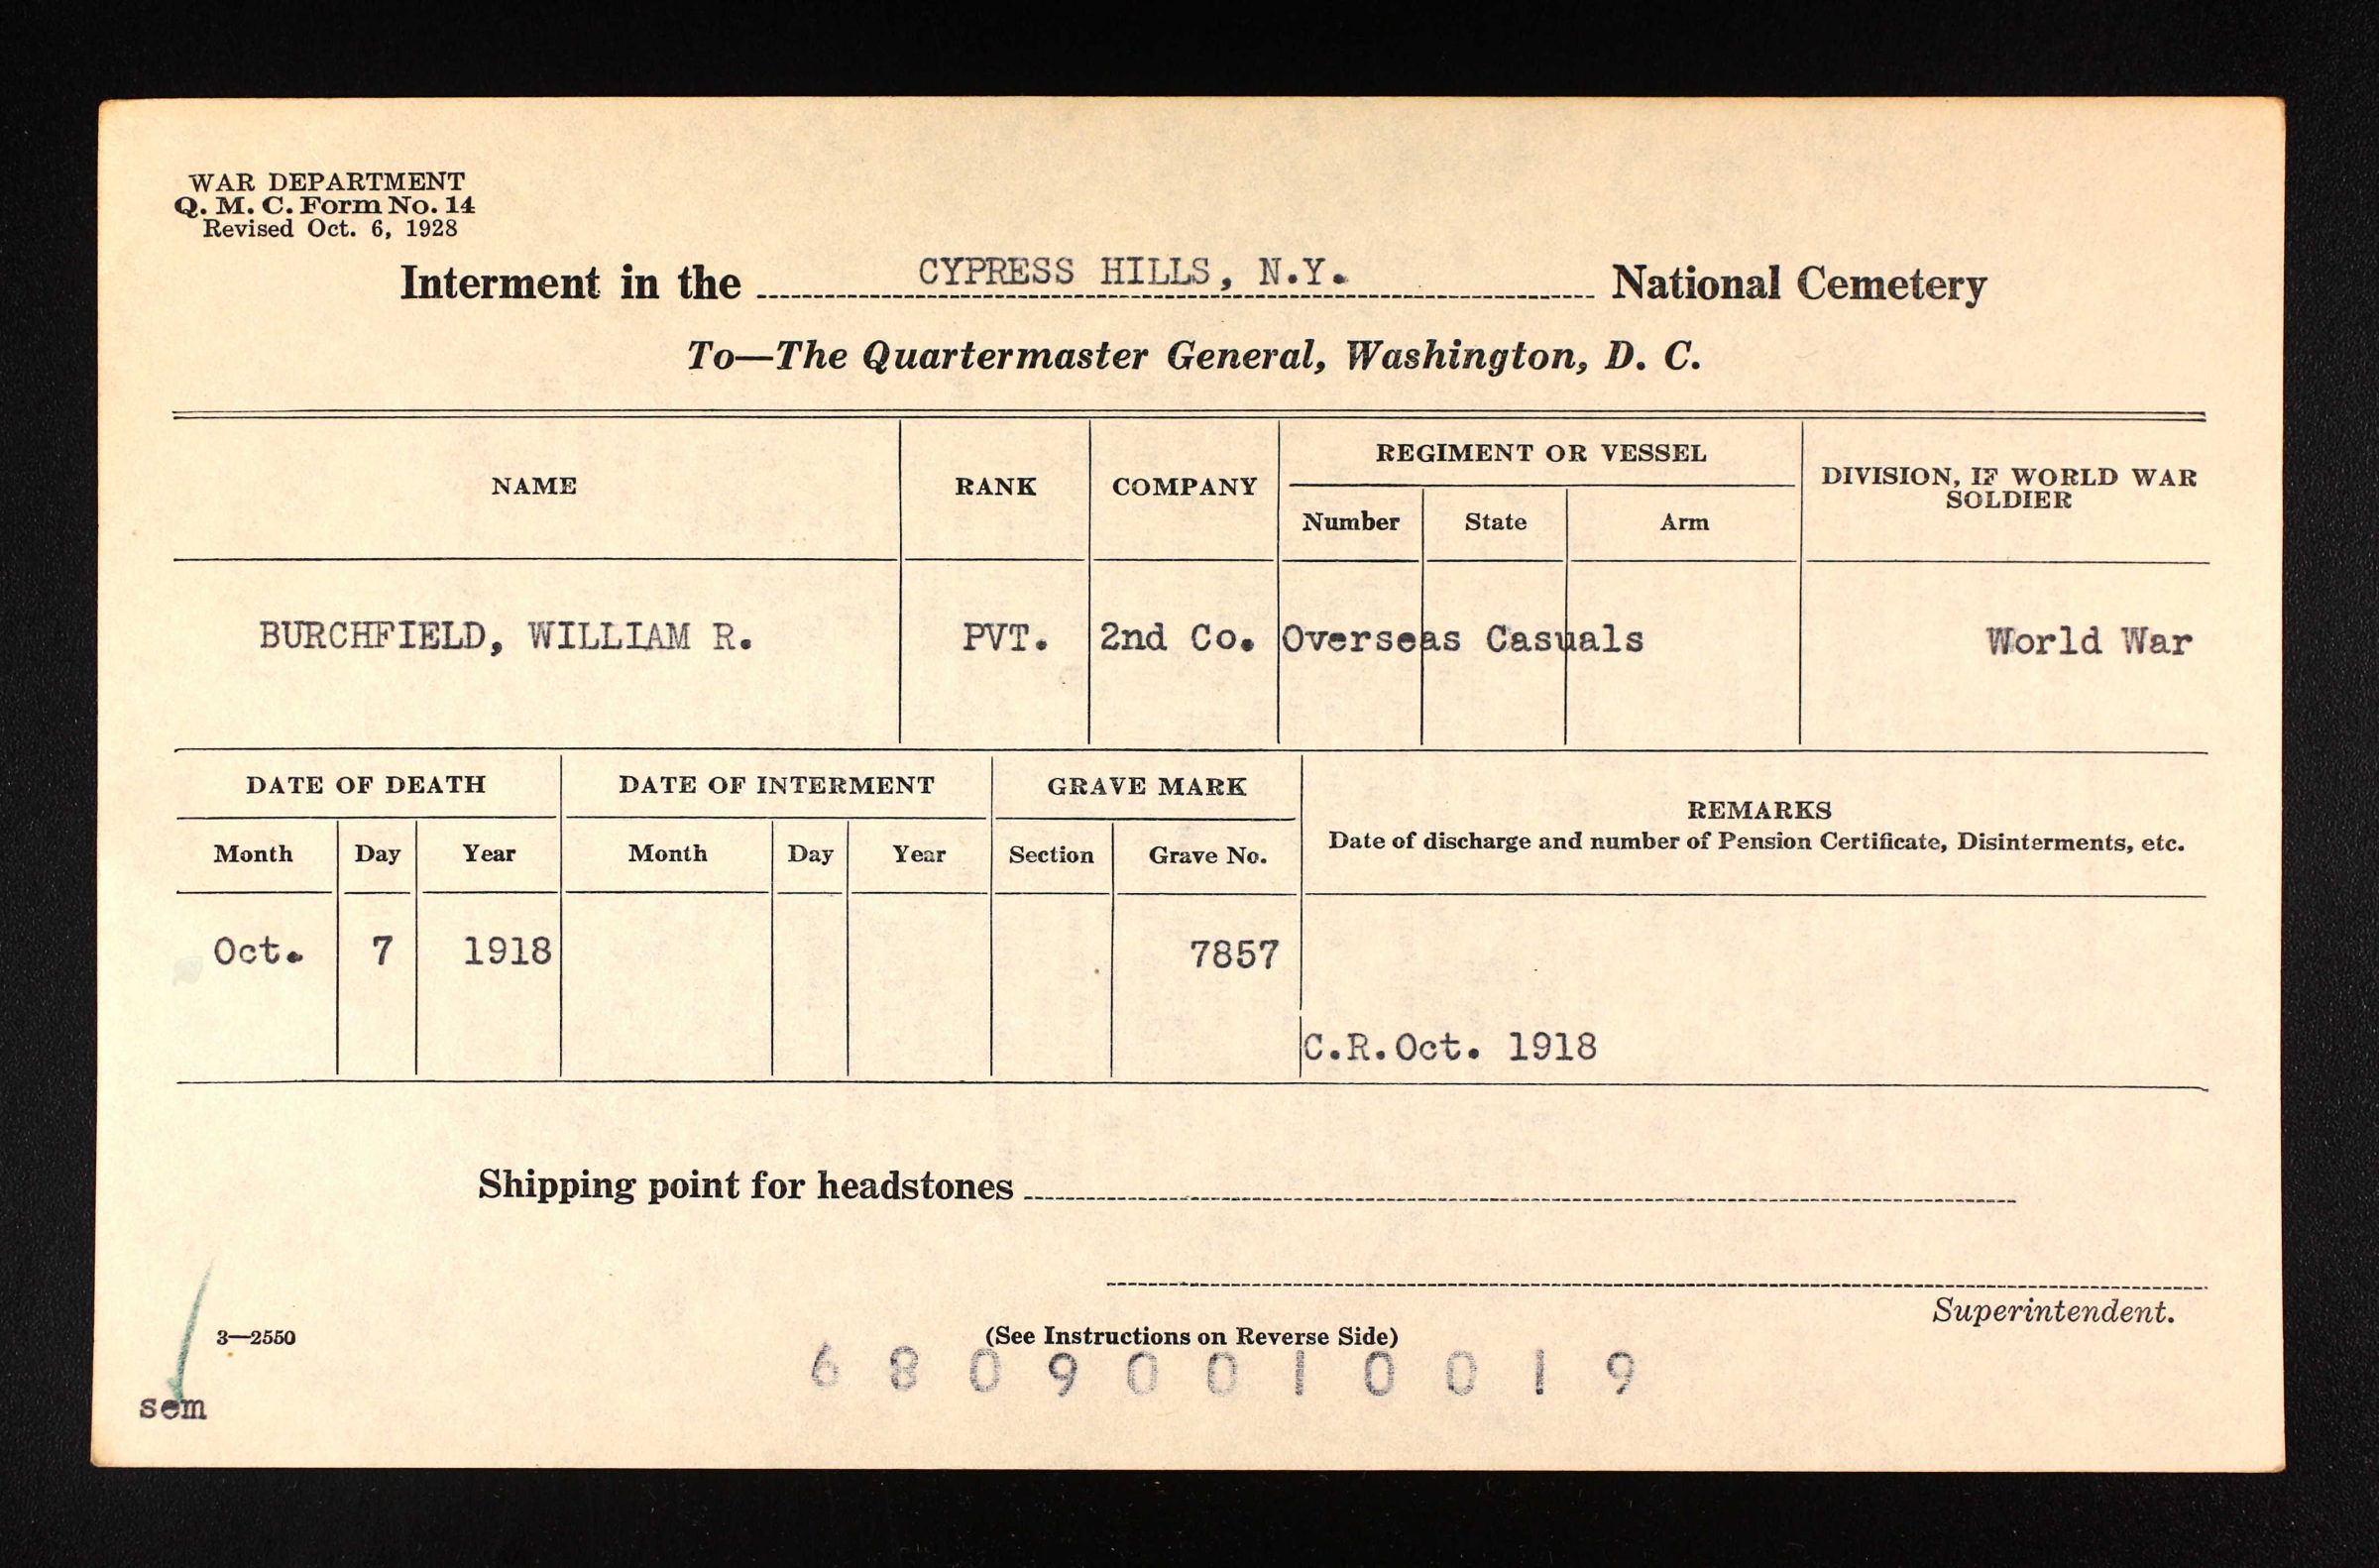 WAR DEPARTMENT
Q. M. C. Form No. 14
Revised Oct. 6, 1928
Interment in the CYPRESS HILLS, N.Y. National Cemetery
To—The Quartermaster General, Washington, D. C.
NAME RANK COMPANY REGIMENT OR VESSEL DIVISION, IF WORLD WAR SOLDIER
Number State Arm
BURCHFIELD, WILLIAM R. PVT. 2nd Co. Overseas Casuals World War
DATE OF DEATH DATE OF INTERMENT GRAVE MARK REMARKS
Month Day Year Month Day Year Section Grave No. Date of discharge and number of Pension Certificate, Disinterments, etc.
Oct. 7 1918 7857
C.R.Oct. 1918
Shipping point for headstones
Superintendent.
3—2550 (See Instructions on Reverse Side)
6 8 0 9 0 0 1 0 0 1 9
sem